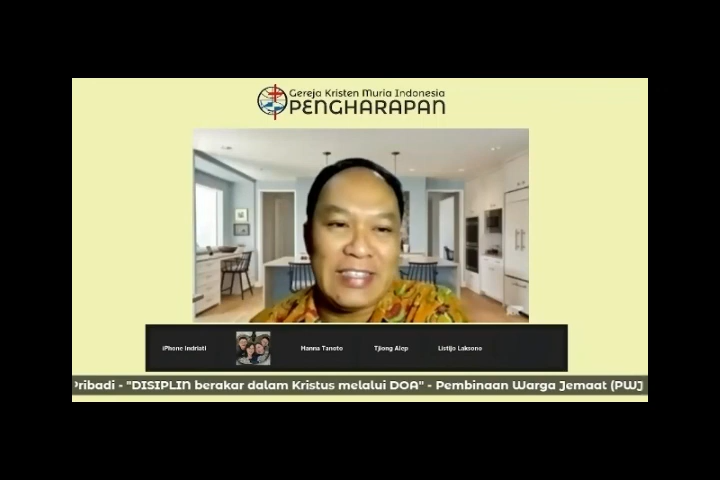 Gereja Kristen Muria Indonesia
PENGHARAPAN
iPhone Indriati
Hanna Tanoto
Tjiong Aiep
Listijo Laksono
Pribadi - "DISIPLIN berakar dalam Kristus melalui DOA" - Pembinaan Warga Jemaat (PWJ